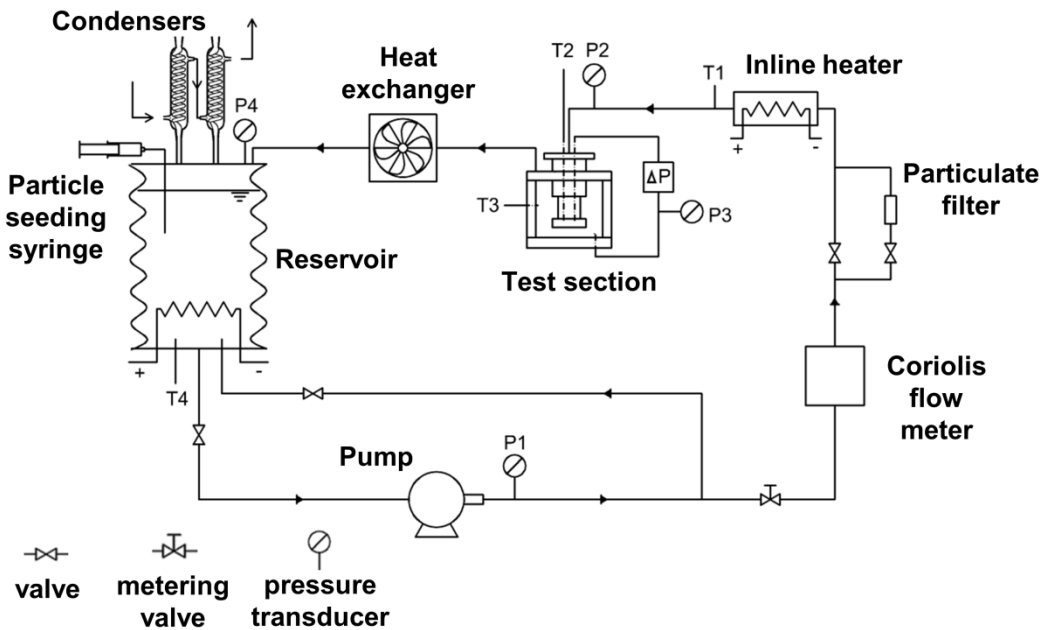 Condensers
P4
Particle
seeding
syringe
Reservoir
+
-
T4
Heat
exchanger
T2
P2
T1
Inline heater
+
-
ΔP
P3
T3
Test section
Particulate
filter
Coriolis
flow
meter
Pump
P1
valve
metering
valve
pressure
transducer